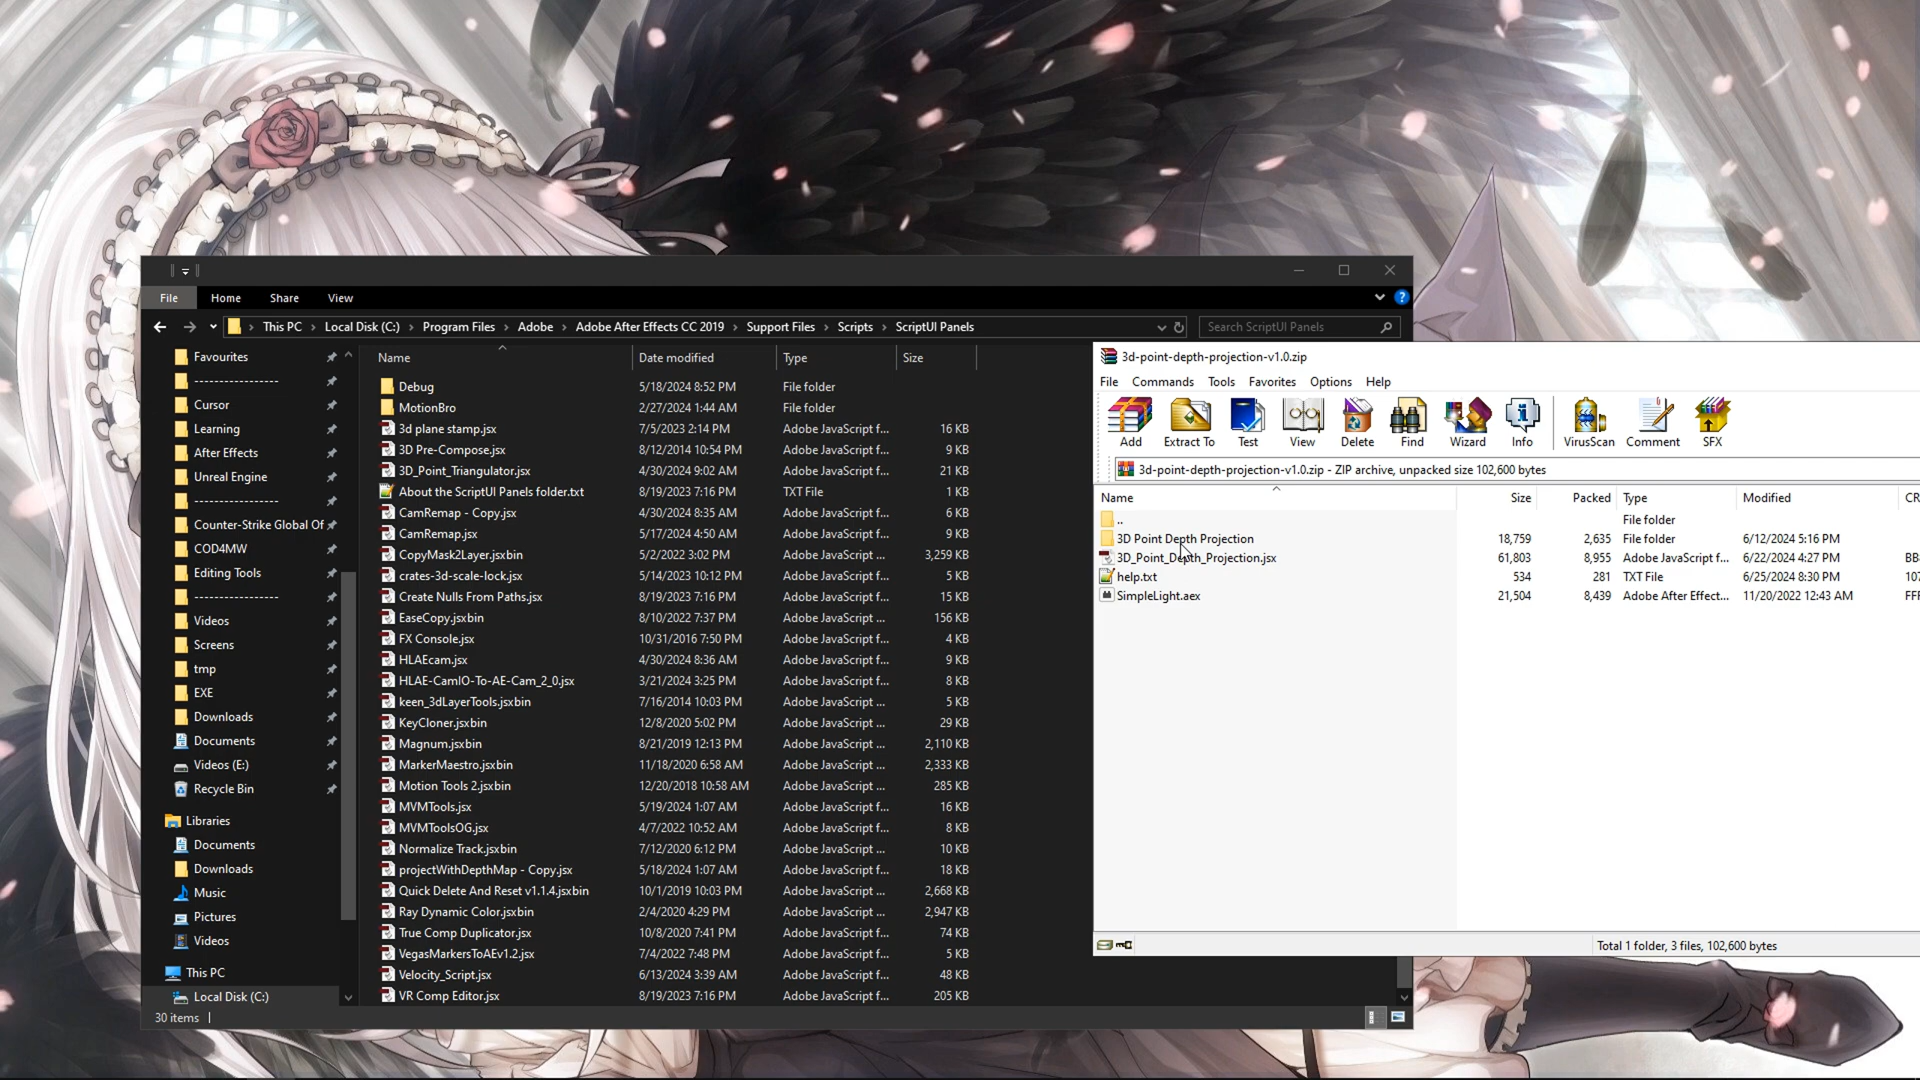 File Home Share View
This PC Local Disk (C:) Program Files Adobe Adobe After Effects CC 2019 Support Files Scripts ScriptUI Panels Search ScriptUI Panels
Favourites
-----------------
Cursor
Learning
After Effects
Unreal Engine
-----------------
Counter-Strike Global Of
COD4MW
Editing Tools
-----------------
Videos
Screens
tmp
EXE
Downloads
Documents
Videos (E:)
Recycle Bin
Libraries
Documents
Downloads
Music
Pictures
Videos
This PC
Local Disk (C:)
Name Date modified Type Size
Debug 5/18/2024 8:52 PM File folder
MotionBro 2/27/2024 1:44 AM File folder
3d plane stamp.jsx 7/5/2023 2:14 PM Adobe JavaScript f... 16 KB
3D Pre-Compose.jsx 8/12/2014 10:54 PM Adobe JavaScript f... 9 KB
3D_Point_Triangulator.jsx 4/30/2024 9:02 AM Adobe JavaScript f... 21 KB
About the ScriptUI Panels folder.txt 8/19/2023 7:16 PM TXT File 1 KB
CamRemap - Copy.jsx 4/30/2024 8:35 AM Adobe JavaScript f... 6 KB
CamRemap.jsx 5/17/2024 4:50 AM Adobe JavaScript f... 9 KB
CopyMask2Layer.jsxbin 5/2/2022 3:02 PM Adobe JavaScript ... 3,259 KB
crates-3d-scale-lock.jsx 5/14/2023 10:12 PM Adobe JavaScript f... 5 KB
Create Nulls From Paths.jsx 8/19/2023 7:16 PM Adobe JavaScript f... 15 KB
EaseCopy.jsxbin 8/10/2022 7:37 PM Adobe JavaScript ... 156 KB
FX Console.jsx 10/31/2016 7:50 PM Adobe JavaScript f... 4 KB
HLAEcam.jsx 4/30/2024 8:36 AM Adobe JavaScript f... 9 KB
HLAE-CamIO-To-AE-Cam_2_0.jsx 3/21/2024 3:25 PM Adobe JavaScript f... 8 KB
keen_3dLayerTools.jsxbin 7/16/2014 10:03 PM Adobe JavaScript ... 5 KB
KeyCloner.jsxbin 12/8/2020 5:02 PM Adobe JavaScript ... 29 KB
Magnum.jsxbin 8/21/2019 12:13 PM Adobe JavaScript ... 2,110 KB
MarkerMaestro.jsxbin 11/18/2020 6:58 AM Adobe JavaScript ... 2,333 KB
Motion Tools 2.jsxbin 12/20/2018 10:58 AM Adobe JavaScript ... 285 KB
MVMTools.jsx 5/19/2024 1:07 AM Adobe JavaScript f... 16 KB
MVMToolsOG.jsx 4/7/2022 10:52 AM Adobe JavaScript f... 8 KB
Normalize Track.jsxbin 7/12/2020 6:12 PM Adobe JavaScript ... 10 KB
projectWithDepthMap - Copy.jsx 5/18/2024 1:07 AM Adobe JavaScript f... 18 KB
Quick Delete And Reset v1.1.4.jsxbin 10/1/2019 10:03 PM Adobe JavaScript ... 2,668 KB
Ray Dynamic Color.jsxbin 2/4/2020 4:29 PM Adobe JavaScript ... 2,947 KB
True Comp Duplicator.jsx 10/8/2020 7:41 PM Adobe JavaScript f... 74 KB
VegasMarkersToAEv1.2.jsx 7/4/2022 7:48 PM Adobe JavaScript f... 5 KB
Velocity_Script.jsx 6/13/2024 3:39 AM Adobe JavaScript f... 48 KB
VR Comp Editor.jsx 8/19/2023 7:16 PM Adobe JavaScript f... 205 KB
30 items
3d-point-depth-projection-v1.0.zip
File Commands Tools Favorites Options Help
Add Extract To Test View Delete Find Wizard Info VirusScan Comment SFX
3d-point-depth-projection-v1.0.zip - ZIP archive, unpacked size 102,600 bytes
Name Size Packed Type Modified CR
.. File folder
3D Point Depth Projection 18,759 2,635 File folder 6/12/2024 5:16 PM
3D_Point_Depth_Projection.jsx 61,803 8,955 Adobe JavaScript f... 6/22/2024 4:27 PM BB
help.txt 534 281 TXT File 6/25/2024 8:30 PM 107
SimpleLight.aex 21,504 8,439 Adobe After Effect... 11/20/2022 12:43 AM FFF
Total 1 folder, 3 files, 102,600 bytes